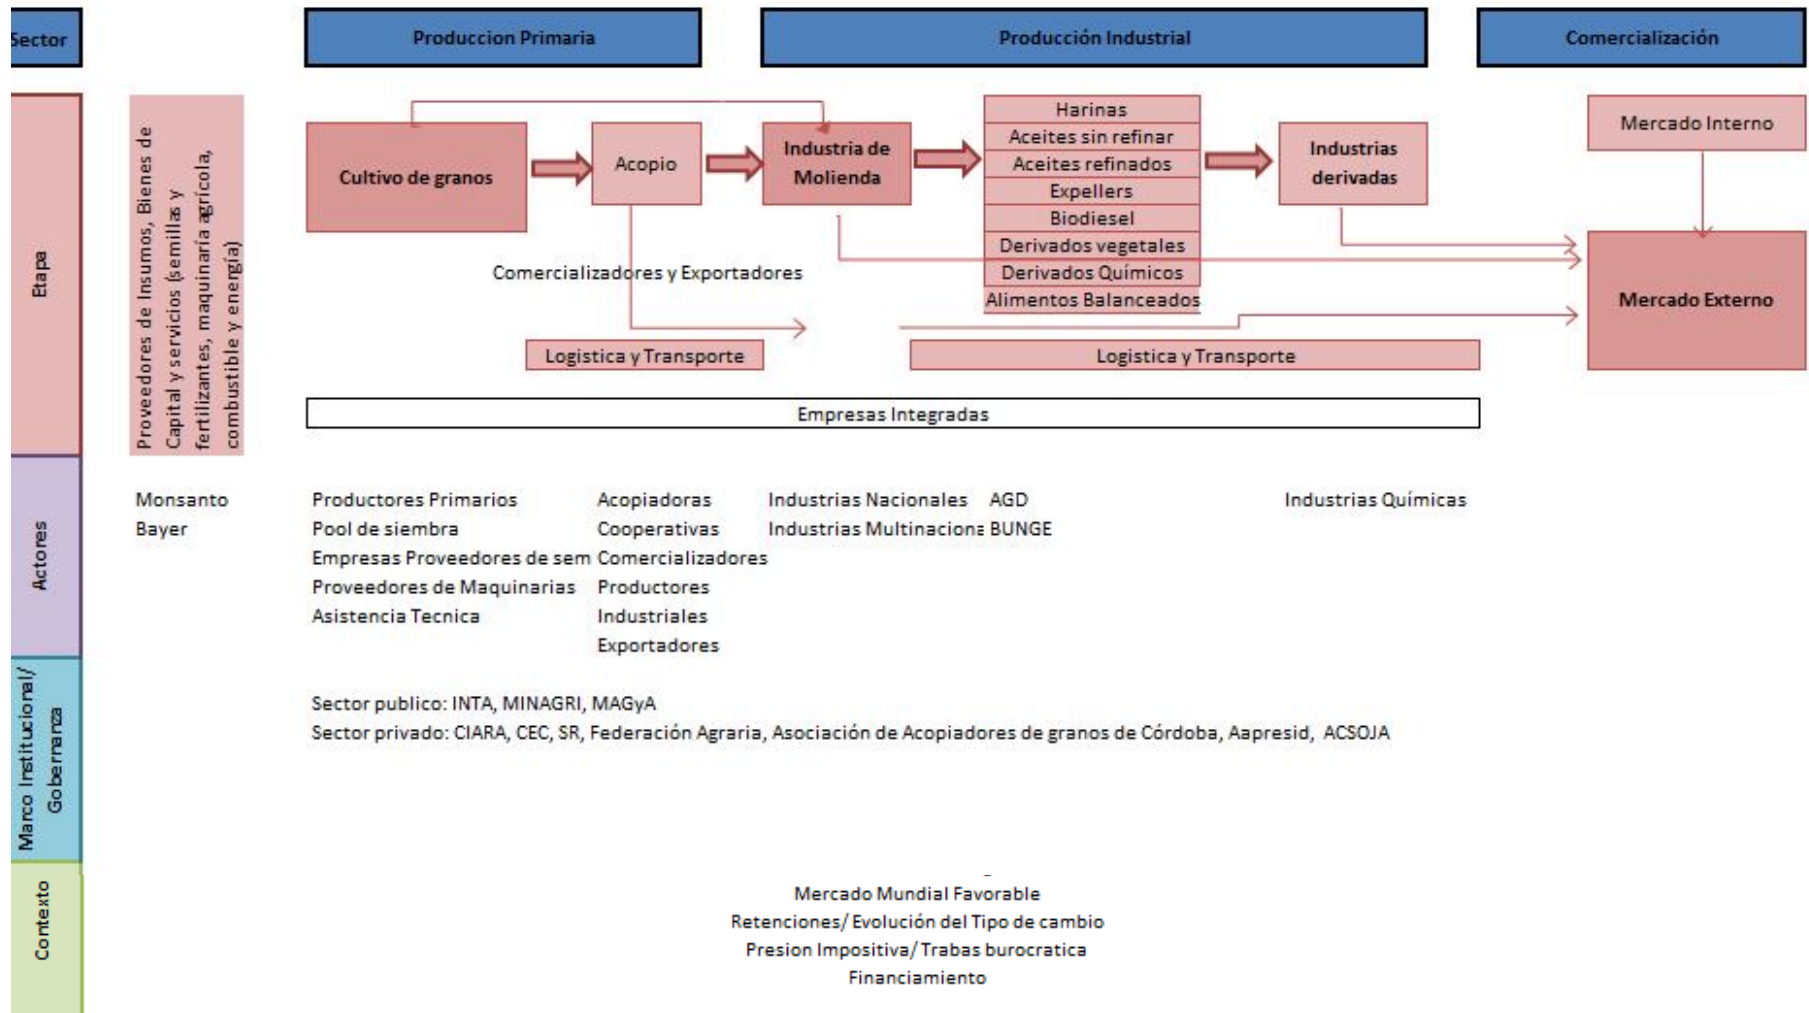 Sector
Produccion Primaria
Producción Industrial
Comercialización
Etapa
Proveedores de Insumos, Bienes de
Capital y servicios (semillas y
fertilizantes, maquinaria agrícola,
combustible y energía)
Cultivo de granos
Acopio
Industria de
Molienda
Harinas
Aceites sin refinar
Aceites refinados
Expellers
Biodiesel
Derivados vegetales
Derivados Químicos
Alimentos Balanceados
Industrias
derivadas
Mercado Interno
Mercado Externo
Comercializadores y Exportadores
Logistica y Transporte
Logistica y Transporte
Empresas Integradas
Actores
Monsanto
Bayer
Productores Primarios
Pool de siembra
Empresas Proveedores de sem
Proveedores de Maquinarias
Asistencia Tecnica
Acopiadoras
Cooperativas
Comercializadores
Productores
Industriales
Exportadores
Industrias Nacionales
Industrias Multinaciona
AGD
BUNGE
Industrias Químicas
Marco Institucional/
Gobernanza
Sector publico: INTA, MINAGRI, MAGyA
Sector privado: CIARA, CEC, SR, Federación Agraria, Asociación de Acopiadores de granos de Córdoba, Aapresid, ACSOJA
Contexto
Mercado Mundial Favorable
Retenciones/ Evolución del Tipo de cambio
Presion Impositiva/ Trabas burocratica
Financiamiento